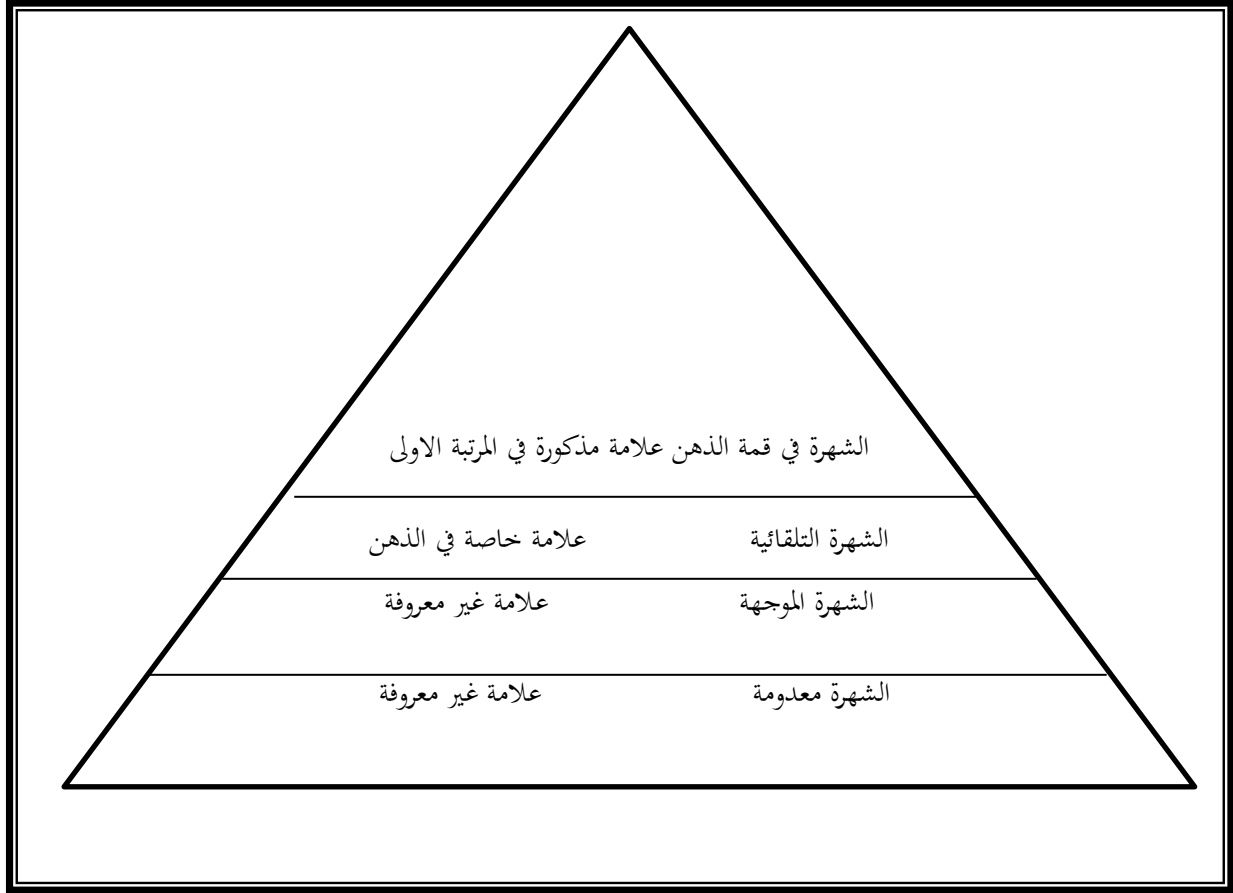 الشهرة في قمة الذهن علامة مذكورة في المرتبة الاولى
الشهرة التلقائية علامة خاصة في الذهن
الشهرة الموجهة علامة غير معروفة
الشهرة معدومة علامة غير معروفة